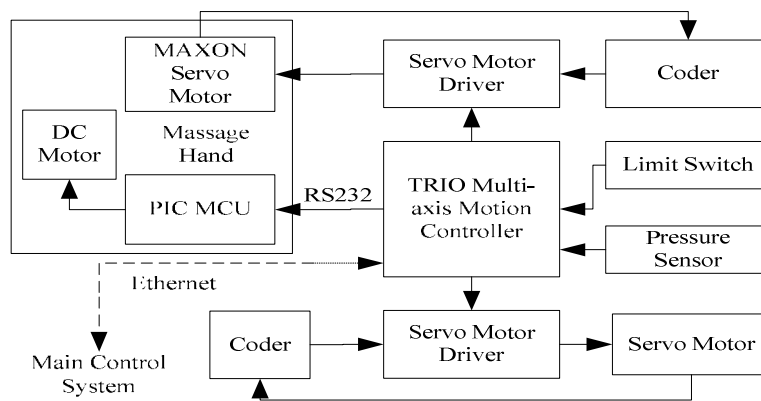 MAXON
Servo
Motor
Servo Motor
Driver
Coder
DC
Motor
Massage
Hand
PIC MCU
RS232
TRIO Multi-
axis Motion
Controller
Limit Switch
Pressure
Sensor
Ethernet
Main Control
System
Coder
Servo Motor
Driver
Servo Motor